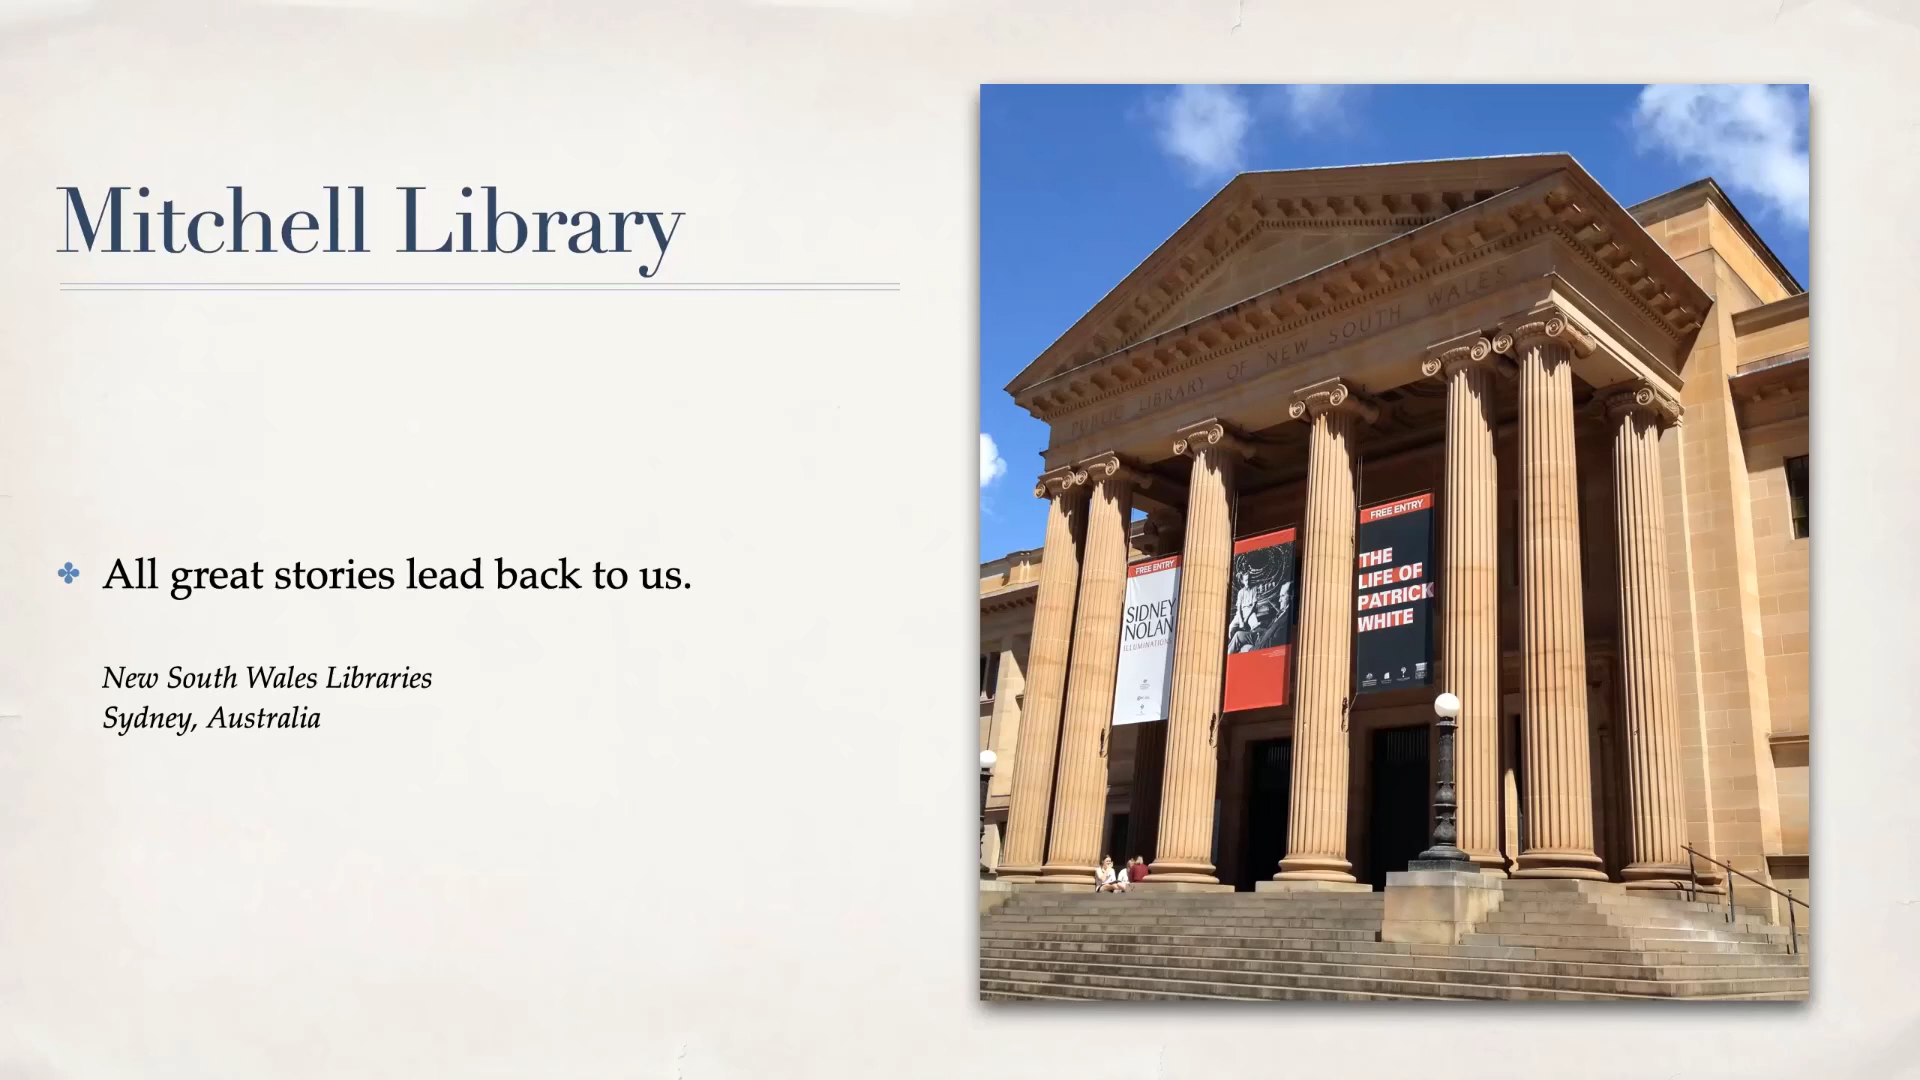 Mitchell Library
All great stories lead back to us.
New South Wales Libraries
Sydney, Australia
PUBLIC LIBRARY OF NEW SOUTH WALES
FREE ENTRY
SIDNEY
NOLAN
ILLUMINATION
FREE ENTRY
THE
LIFE OF
PATRICK
WHITE